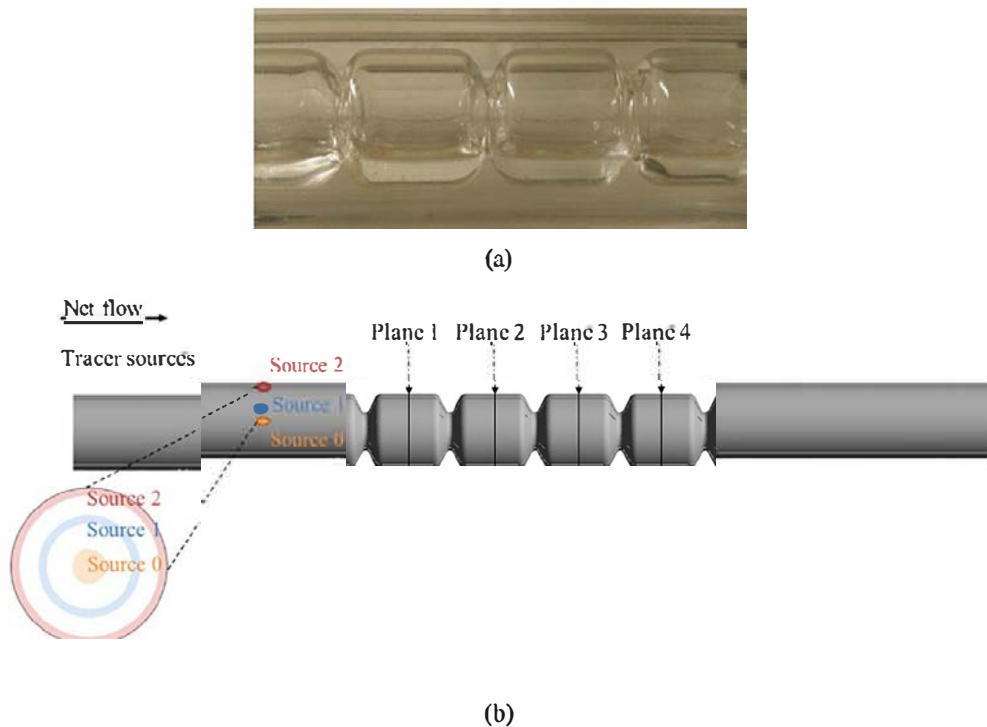 (a)
Net flow
Plane 1 Plane 2 Plane 3 Plane 4
Tracer sources
Source 2
Source 1
Source 0
Source 2
Source 1
Source 0
(b)